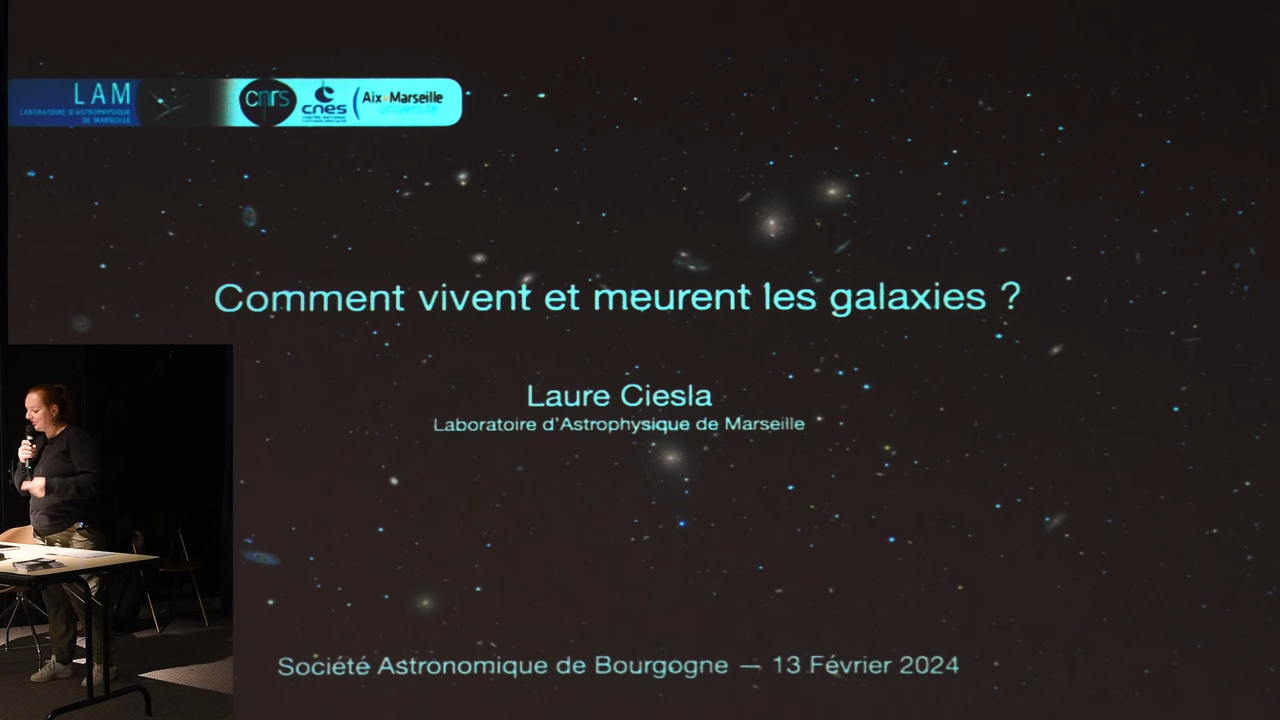 LAM
LABORATOIRE D'ASTROPHYSIQUE
DE MARSEILLE
cnrs
cnes
Aix*Marseille
université
Comment vivent et meurent les galaxies ?
Laure Ciesla
Laboratoire d'Astrophysique de Marseille
Société Astronomique de Bourgogne — 13 Février 2024